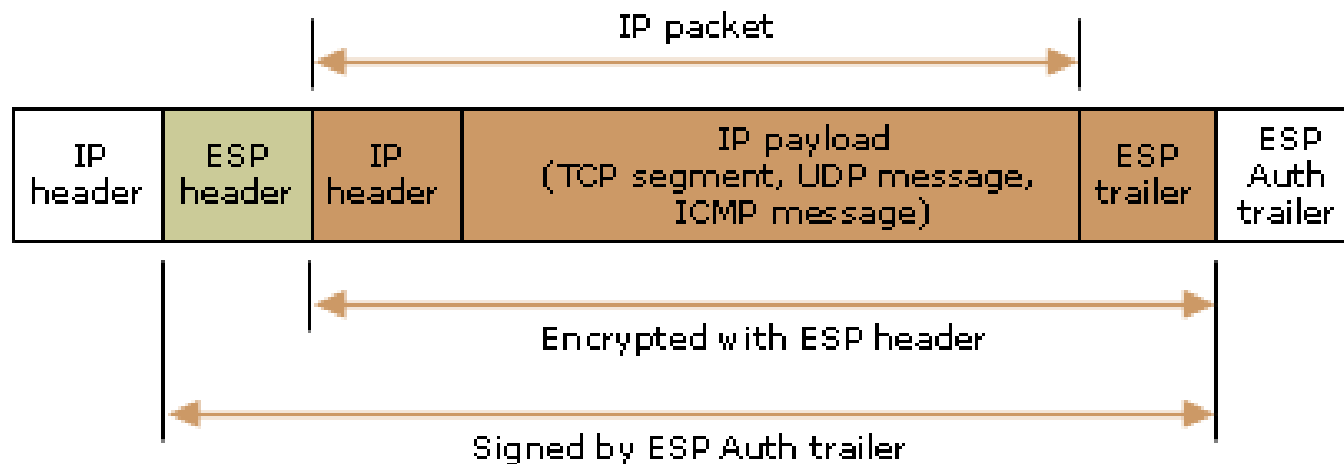 IP packet
IP
header
ESP
header
IP
header
IP payload
(TCP segment, UDP message,
ICMP message)
ESP
trailer
ESP
Auth
trailer
Encrypted with ESP header
Signed by ESP Auth trailer